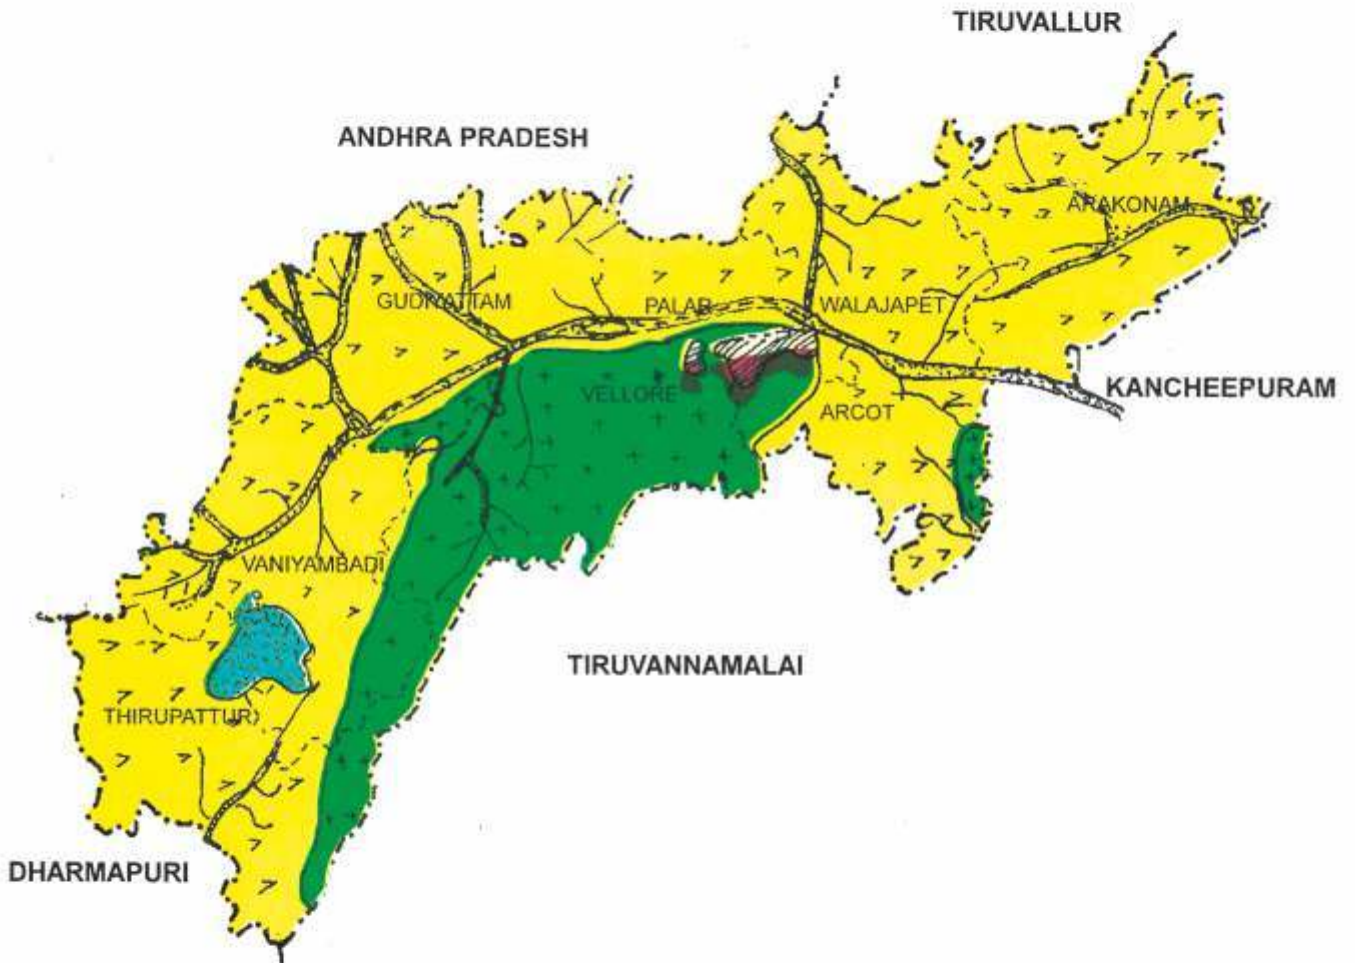 TIRUVALLUR
ANDHRA PRADESH
ARAKONAM
GUDIYATTAM
PALAR
WALAJAPET
KANCHEEPURAM
VELLORE
ARCOT
VANIYAMBADI
TIRUVANNAMALAI
THIRUPATTUR
DHARMAPURI